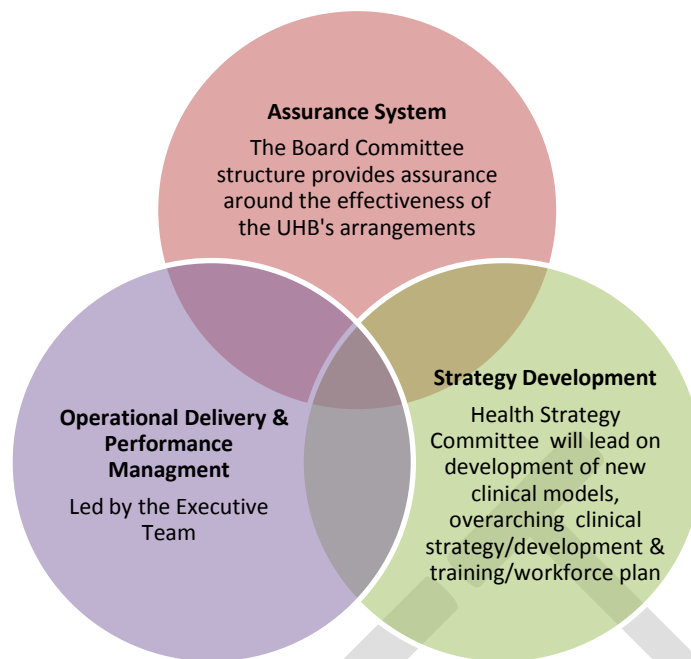 Assurance System
The Board Committee
structure provides assurance
around the effectiveness of
the UHB's arrangements
Operational Delivery &
Performance
Managment
Led by the Executive
Team
Strategy Development
Health Strategy
Committee will lead on
development of new
clinical models,
overarching clinical
strategy/development &
training/workforce plan